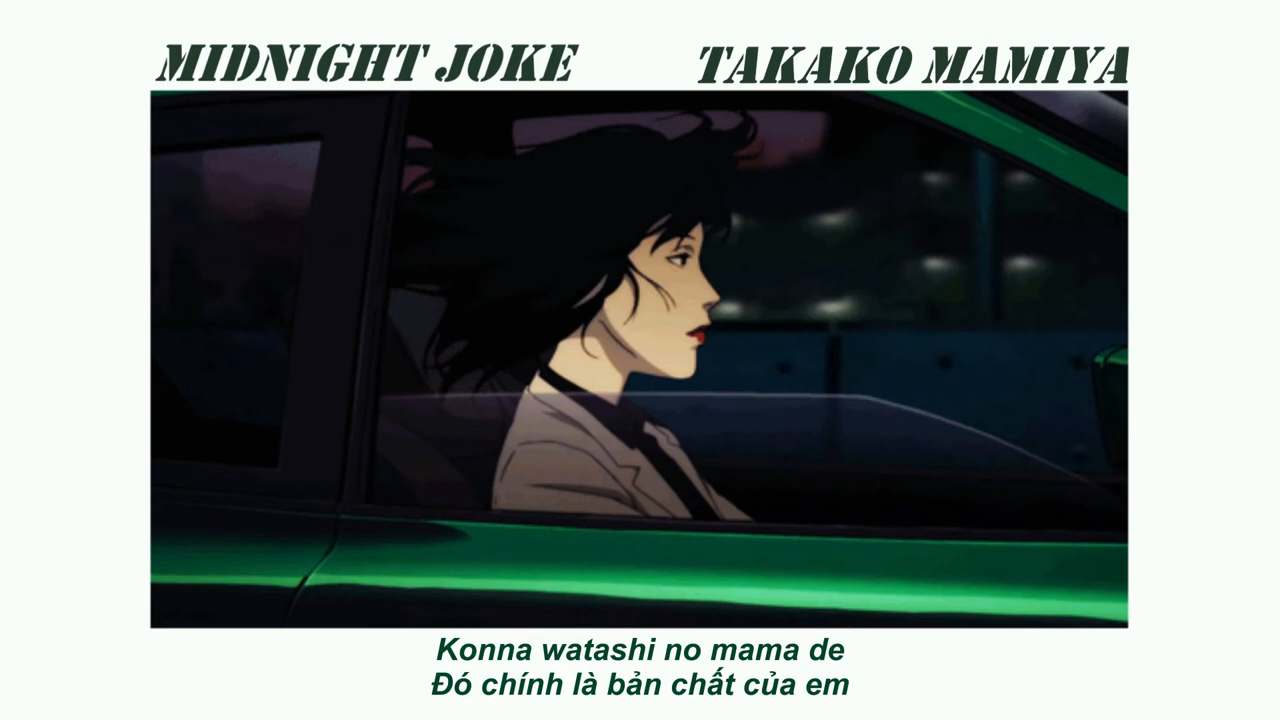 MIDNIGHT JOKE
TAKAKO MAMIYA
Konna watashi no mama de
Đó chính là bản chất của em